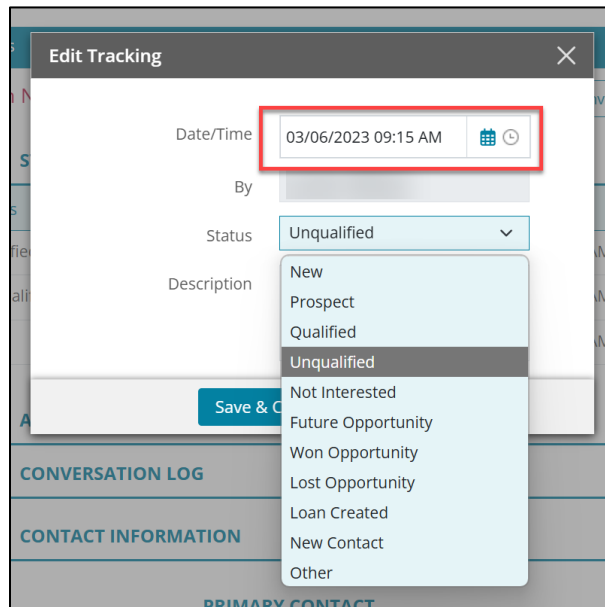 Edit Tracking
Date/Time 03/06/2023 09:15 AM
By
Status Unqualified
Description
New
Prospect
Qualified
Unqualified
Not Interested
Future Opportunity
Won Opportunity
Lost Opportunity
Loan Created
New Contact
Other
Save &
CONVERSATION LOG
CONTACT INFORMATION
PRIMARY CONTACT